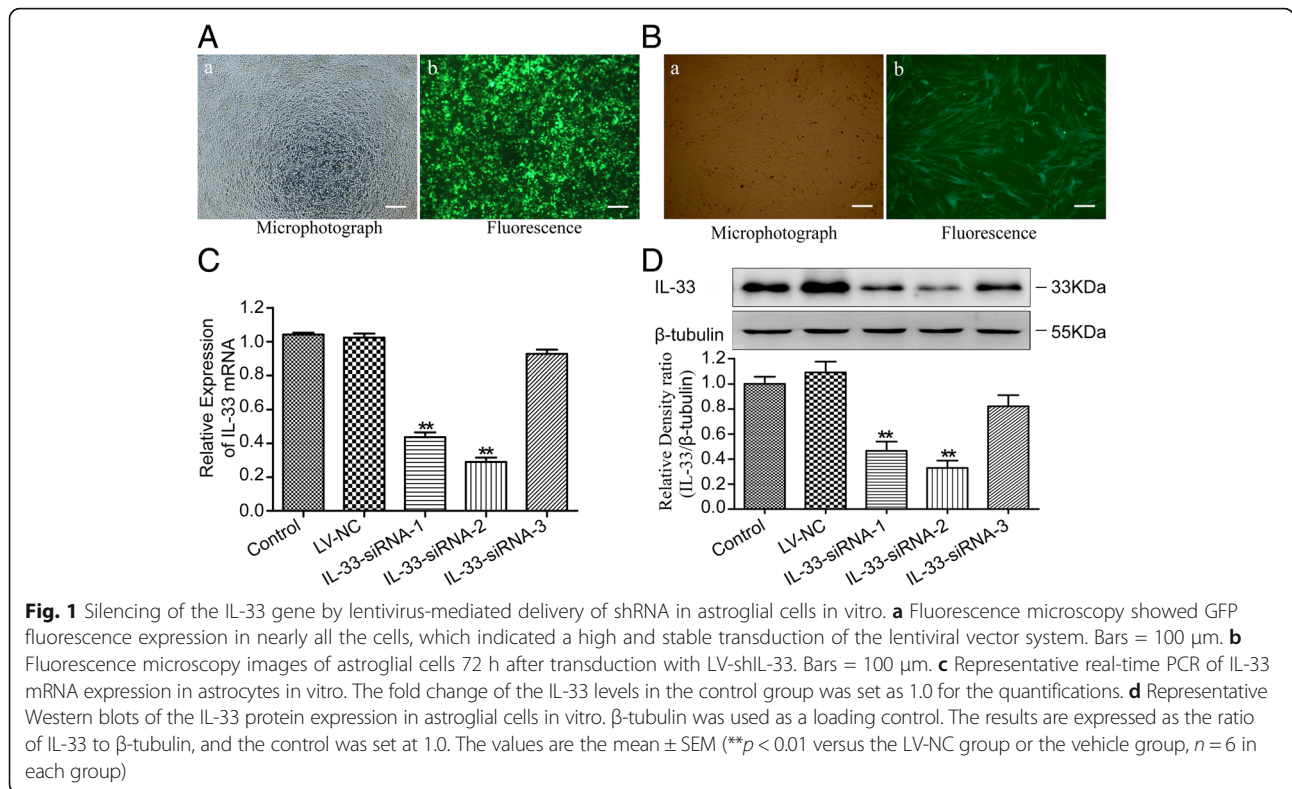 A
B
a
b
a
b
Microphotograph
Fluorescence
Microphotograph
Fluorescence
C
Relative Expression
of IL-33 mRNA
1.2
1.0
0.8
0.6
0.4
0.2
0.0
**
**
Control
LV-NC
IL-33-siRNA-1
IL-33-siRNA-2
IL-33-siRNA-3
D
IL-33
33KDa
β-tubulin
55KDa
Relative Density ratio
(IL-33/β-tubulin)
1.2
1.0
0.8
0.6
0.4
0.2
0.0
**
**
Control
LV-NC
IL-33-siRNA-1
IL-33-siRNA-2
IL-33-siRNA-3
Fig. 1 Silencing of the IL-33 gene by lentivirus-mediated delivery of shRNA in astroglial cells in vitro. a Fluorescence microscopy showed GFP
fluorescence expression in nearly all the cells, which indicated a high and stable transduction of the lentiviral vector system. Bars = 100 μm. b
Fluorescence microscopy images of astroglial cells 72 h after transduction with LV-shIL-33. Bars = 100 μm. c Representative real-time PCR of IL-33
mRNA expression in astrocytes in vitro. The fold change of the IL-33 levels in the control group was set as 1.0 for the quantifications. d Representative
Western blots of the IL-33 protein expression in astroglial cells in vitro. β-tubulin was used as a loading control. The results are expressed as the ratio
of IL-33 to β-tubulin, and the control was set at 1.0. The values are the mean ± SEM (**p < 0.01 versus the LV-NC group or the vehicle group, n = 6 in
each group)